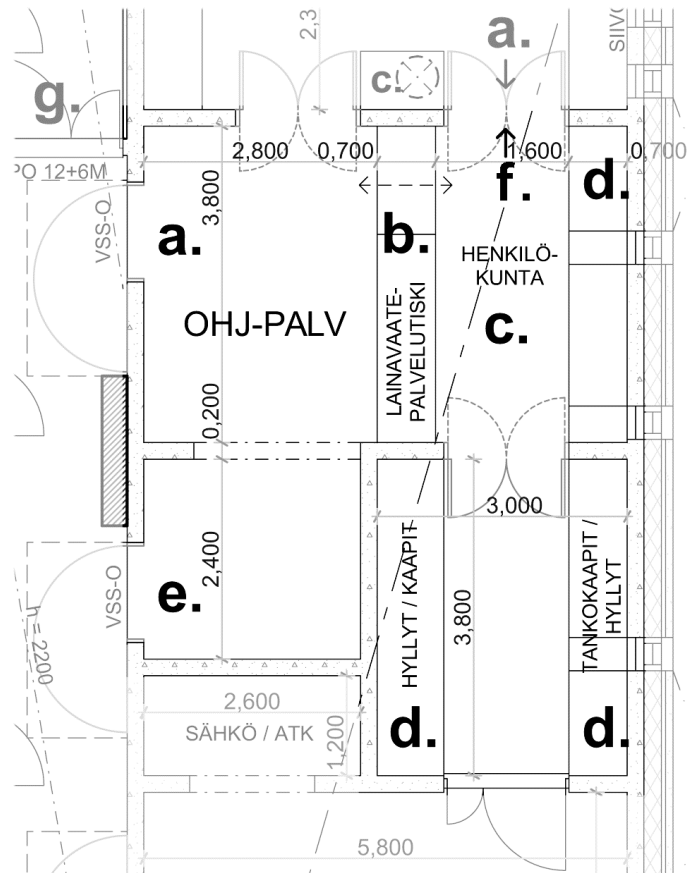 2,3
a.
SIIVO
g.
c.
2,800
0,700
1,600
0,700
PO 12+6M
3,800
f.
d.
VSS-O
a.
b.
HENKILÖ-
KUNTA
OHJ-PALV
c.
LAINAVAATE-
PALVELUTISKI
0,200
3,000
2,400
VSS-O
e.
HYLLYT / KAAPIT
3,800
TANKOKAAPIT /
HYLLYT
h = 2200
2,600
SÄHKÖ / ATK
1,200
d.
d.
5,800